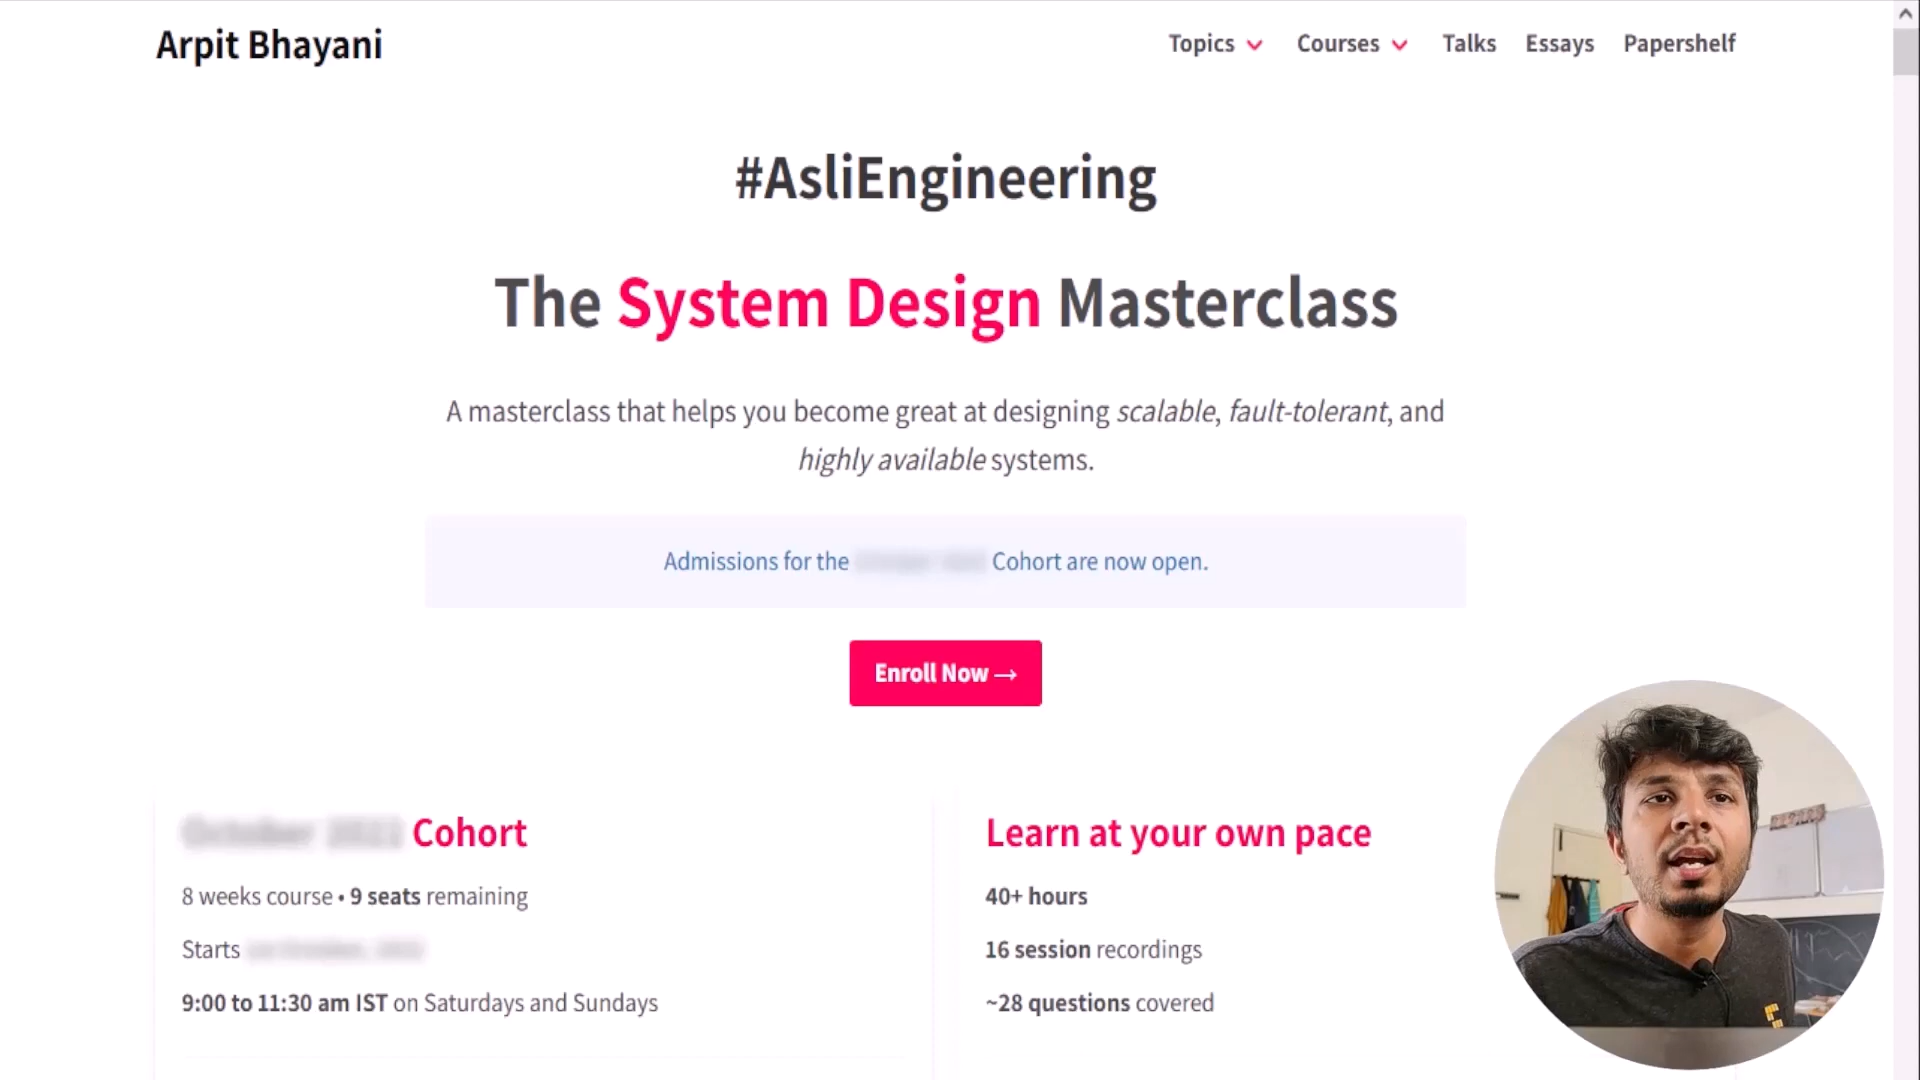 Arpit Bhayani
Topics Courses Talks Essays Papershelf
#AsliEngineering
The System Design Masterclass
A masterclass that helps you become great at designing scalable, fault-tolerant, and
highly available systems.
Admissions for the Cohort are now open.
Enroll Now →
Cohort
8 weeks course • 9 seats remaining
Starts
9:00 to 11:30 am IST on Saturdays and Sundays
Learn at your own pace
40+ hours
16 session recordings
~28 questions covered